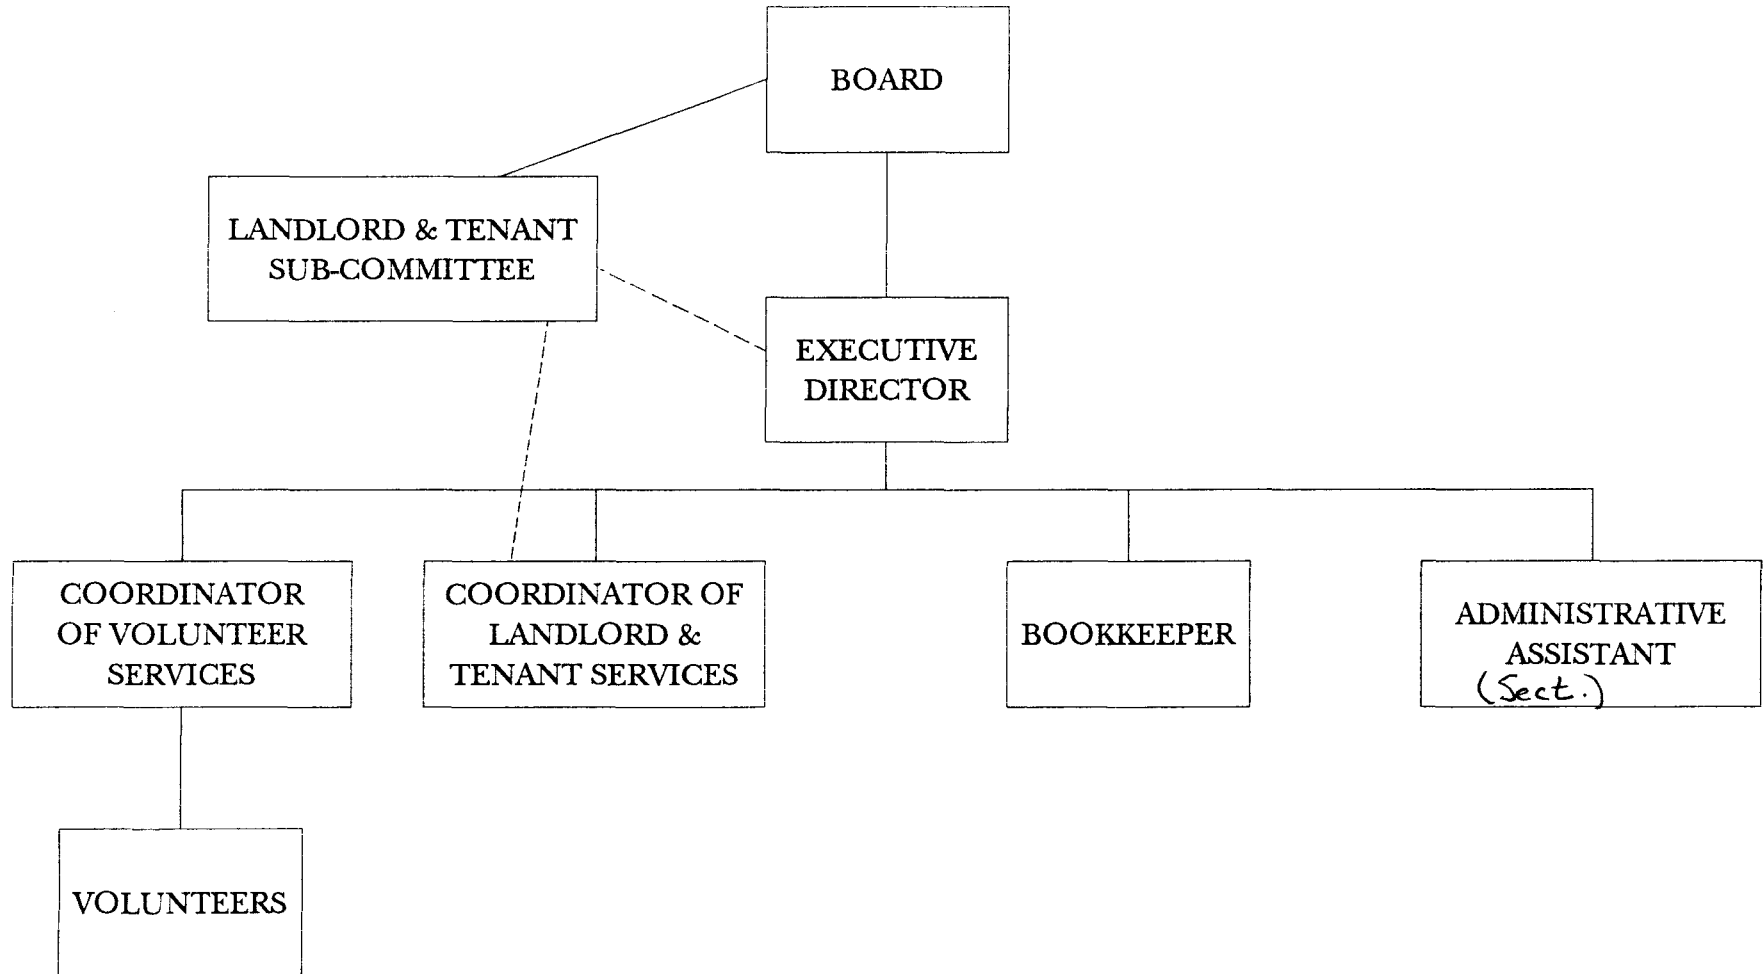 BOARD
LANDLORD & TENANT
SUB-COMMITTEE
EXECUTIVE
DIRECTOR
COORDINATOR
OF VOLUNTEER
SERVICES
COORDINATOR OF
LANDLORD &
TENANT SERVICES
BOOKKEEPER
ADMINISTRATIVE
ASSISTANT
(Sect.)
VOLUNTEERS